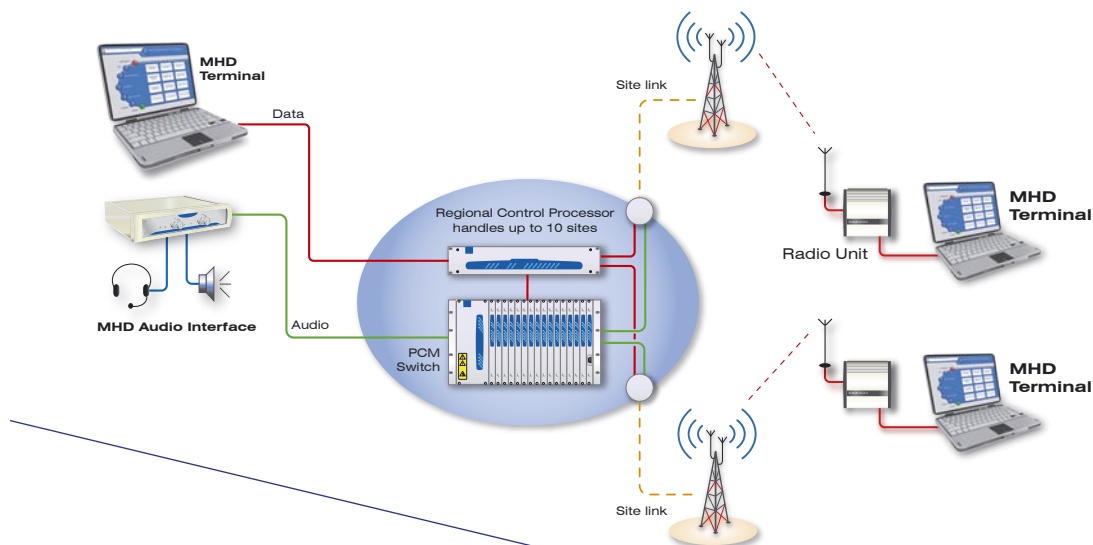 MHD
Terminal
Data
Site link
Regional Control Processor
handles up to 10 sites
MHD
Terminal
Radio Unit
MHD Audio Interface
Audio
PCM
Switch
MHD
Terminal
Site link